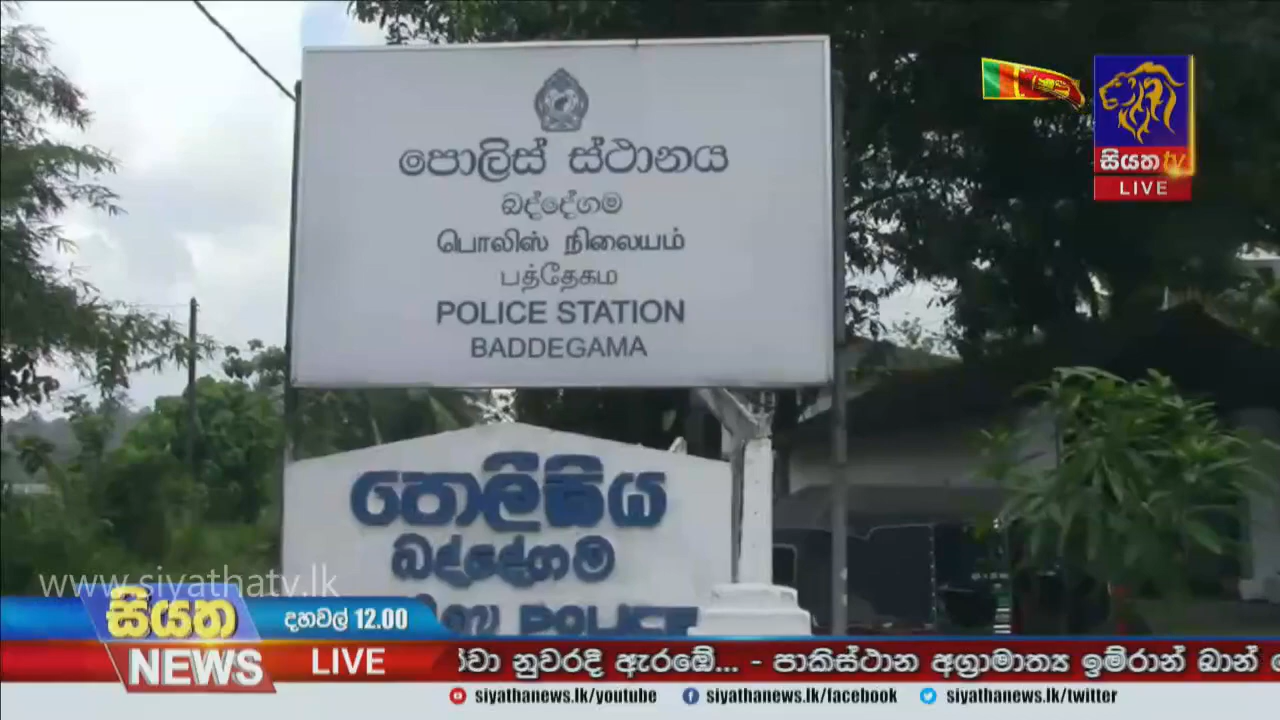 පොලිස් ස්ථානය
බද්දේගම
பொலிஸ் நிலையம்
பத்தேகம
POLICE STATION
BADDEGAMA
සියත tv
LIVE
පොලිසිය
බද්දේගම
POLICE
www.siyathatv.lk
සියත
NEWS
දහවල් 12.00
LIVE
නුවරදී ඇරඹේ... - පාකිස්ථාන අග්‍රාමාත්‍ය ඉම්රාන් ඛාන්
siyathanews.lk/youtube
siyathanews.lk/facebook
siyathanews.lk/twitter